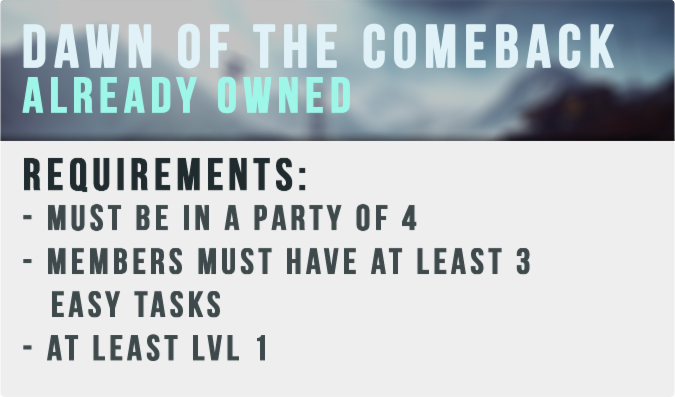 DAWN OF THE COMEBACK
ALREADY OWNED
REQUIREMENTS:
- MUST BE IN A PARTY OF 4
- MEMBERS MUST HAVE AT LEAST 3
EASY TASKS
- AT LEAST LVL 1